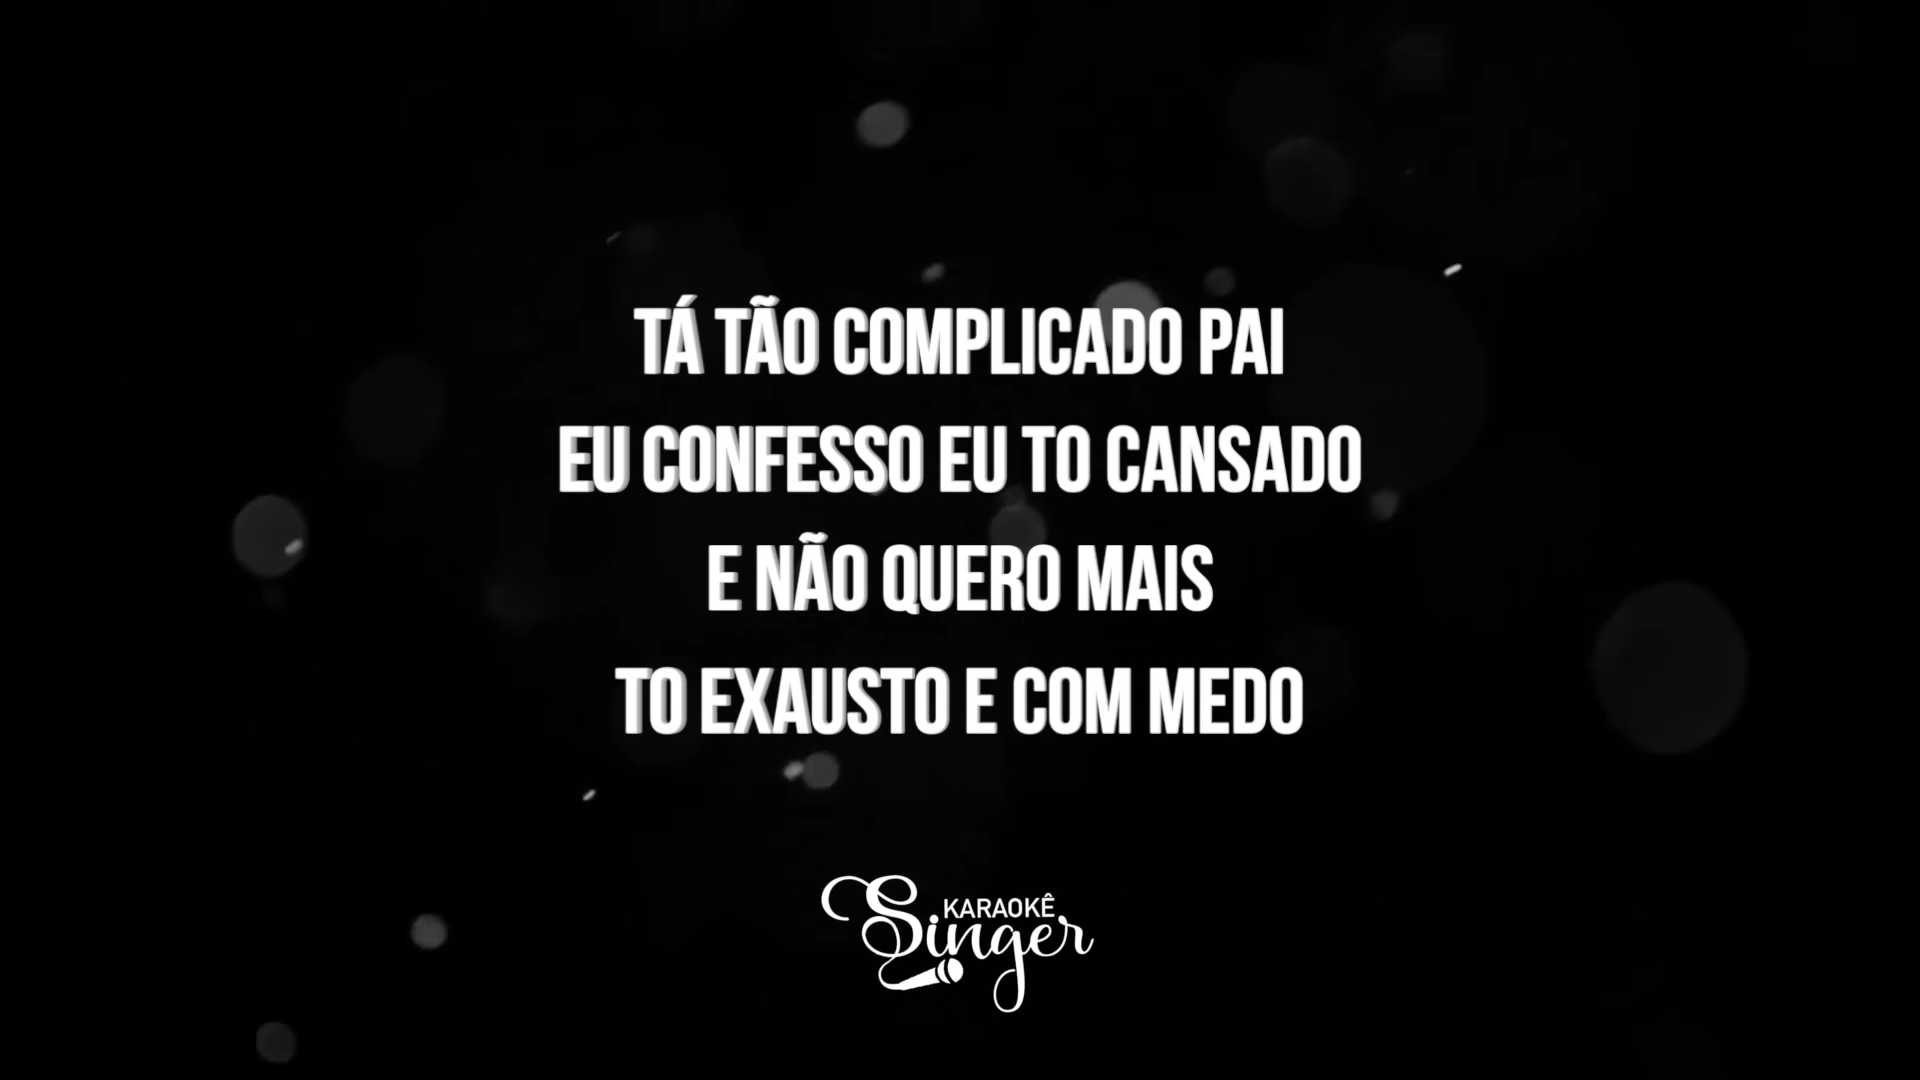 TÁ TÃO COMPLICADO PAI
EU CONFESSO EU TO CANSADO
E NÃO QUERO MAIS
TO EXAUSTO E COM MEDO
KARAOKÊ
Singer